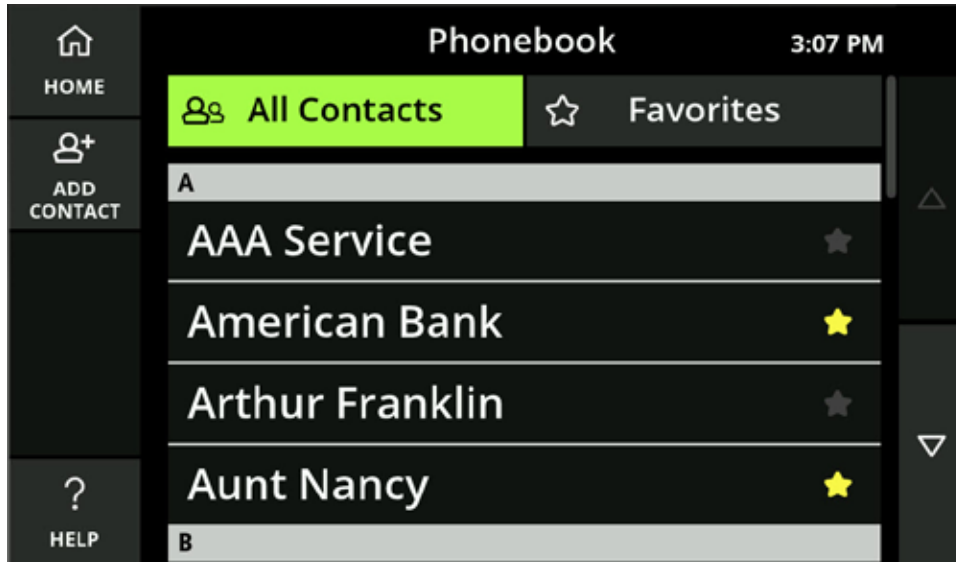 HOME
ADD
CONTACT
HELP
Phonebook
3:07 PM
All Contacts
Favorites
A
AAA Service
American Bank
Arthur Franklin
Aunt Nancy
B